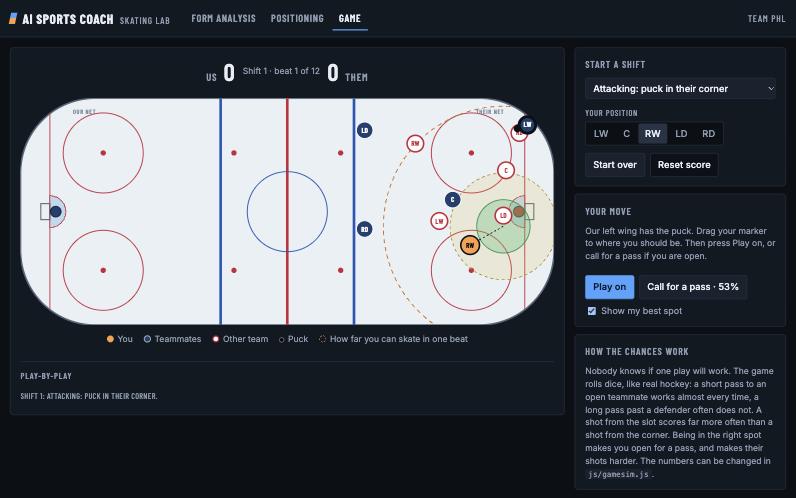 AI SPORTS COACH SKATING LAB FORM ANALYSIS POSITIONING GAME TEAM PHL
US 0 Shift 1 · beat 1 of 12 0 THEM
OUR NET THEIR NET
LW
LD
RW
C
C
LD
LW
RD
RW
You Teammates Other team Puck How far you can skate in one beat
PLAY-BY-PLAY
SHIFT 1: ATTACKING: PUCK IN THEIR CORNER.
START A SHIFT
Attacking: puck in their corner
YOUR POSITION
LW C RW LD RD
Start over Reset score
YOUR MOVE
Our left wing has the puck. Drag your marker
to where you should be. Then press Play on, or
call for a pass if you are open.
Play on Call for a pass · 53%
Show my best spot
HOW THE CHANCES WORK
Nobody knows if one play will work. The game
rolls dice, like real hockey: a short pass to an
open teammate works almost every time, a
long pass past a defender often does not. A
shot from the slot scores far more often than a
shot from the corner. Being in the right spot
makes you open for a pass, and makes their
shots harder. The numbers can be changed in
js/gamesim.js .